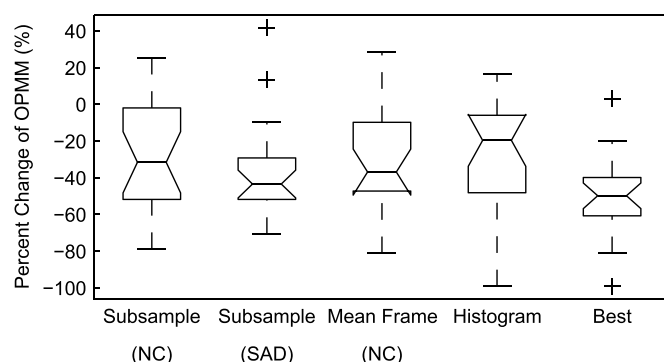 Percent Change of OPMM (%)
40
20
0
−20
−40
−60
−80
−100
Subsample Subsample Mean Frame Histogram Best
(NC) (SAD) (NC)